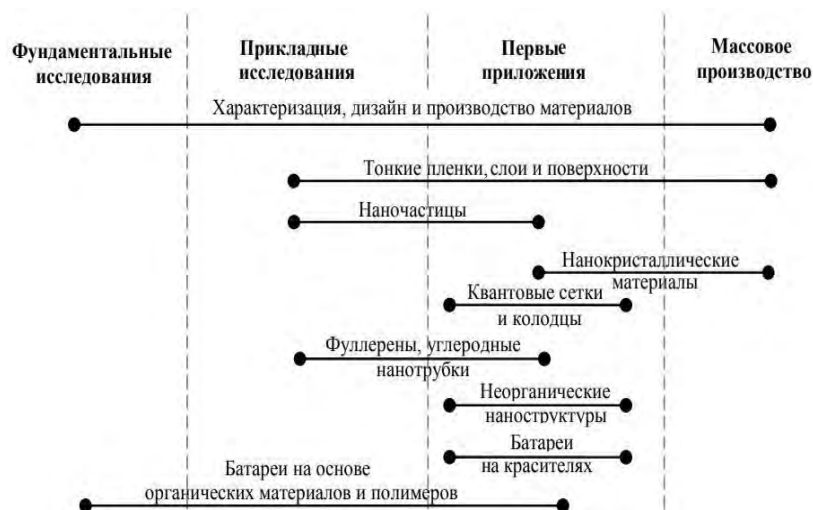 Фундаментальные
исследования
Прикладные
исследования
Первые
приложения
Массовое
производство
Характеризация, дизайн и производство материалов
Тонкие пленки, слои и поверхности
Наночастицы
Нанокристаллические
материалы
Квантовые сетки
и колодцы
Фуллерены, углеродные
нанотрубки
Неорганические
наноструктуры
Батареи
на красителях
Батареи на основе
органических материалов и полимеров